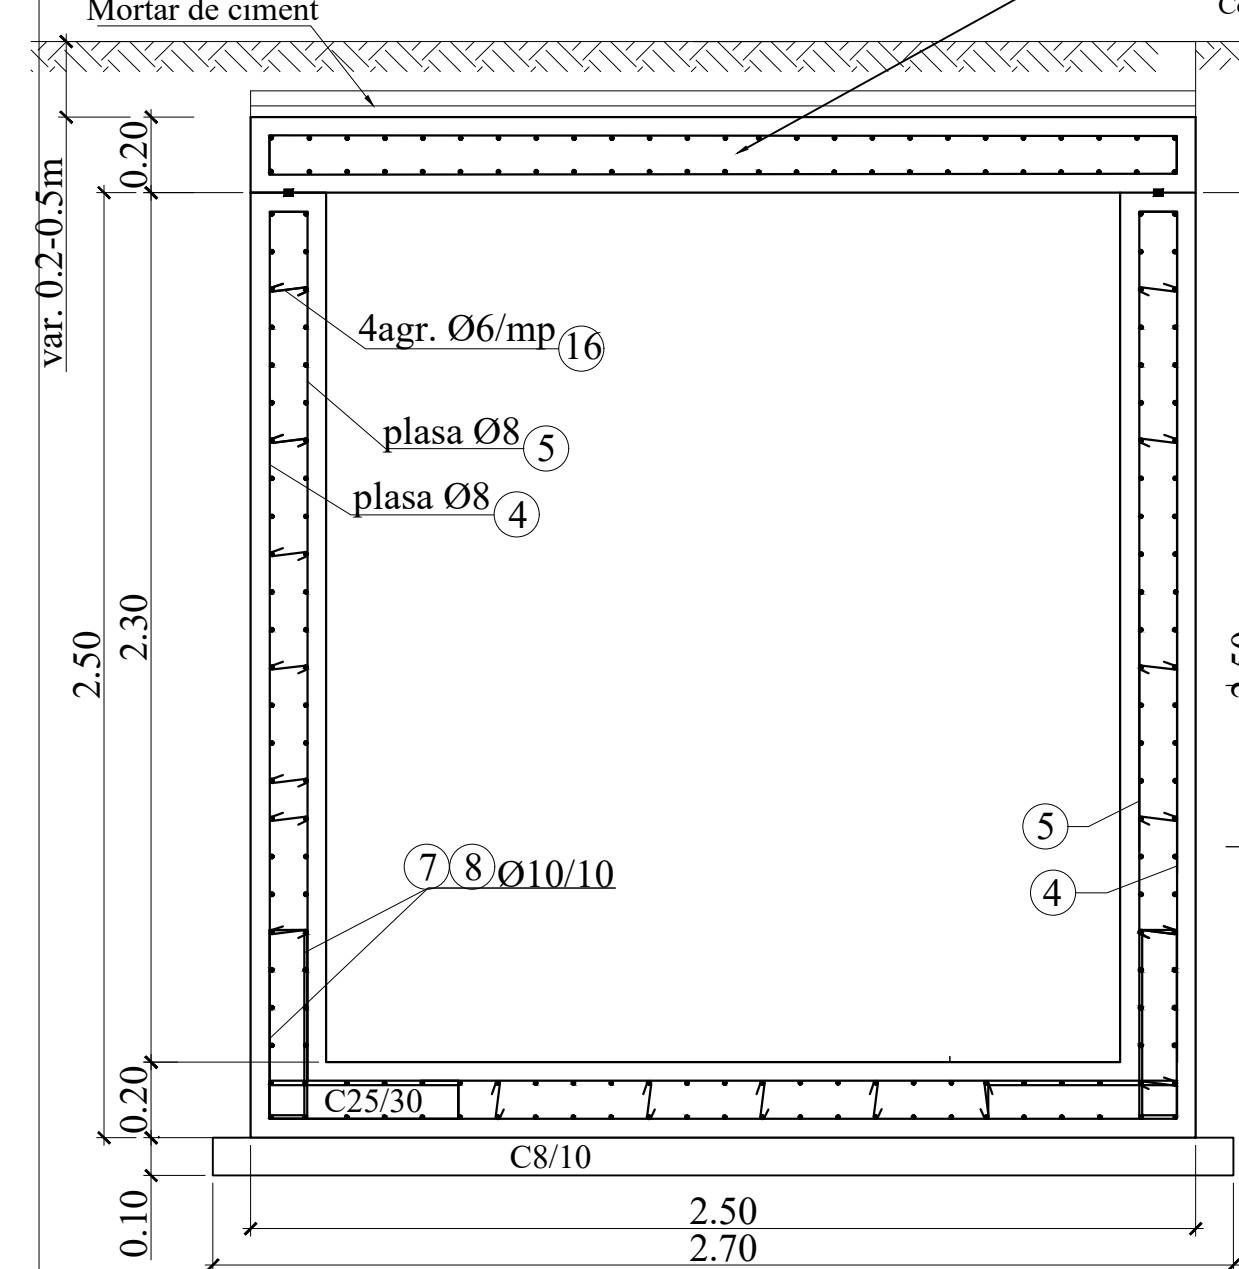 Mortar de ciment
0.20
var. 0.2-0.5m
4agr. Ø6/mp 16
plasa Ø8 5
plasa Ø8 4
2.50
2.30
5
7 8 Ø10/10
4
0.20
C25/30
C8/10
0.10
2.50
2.70